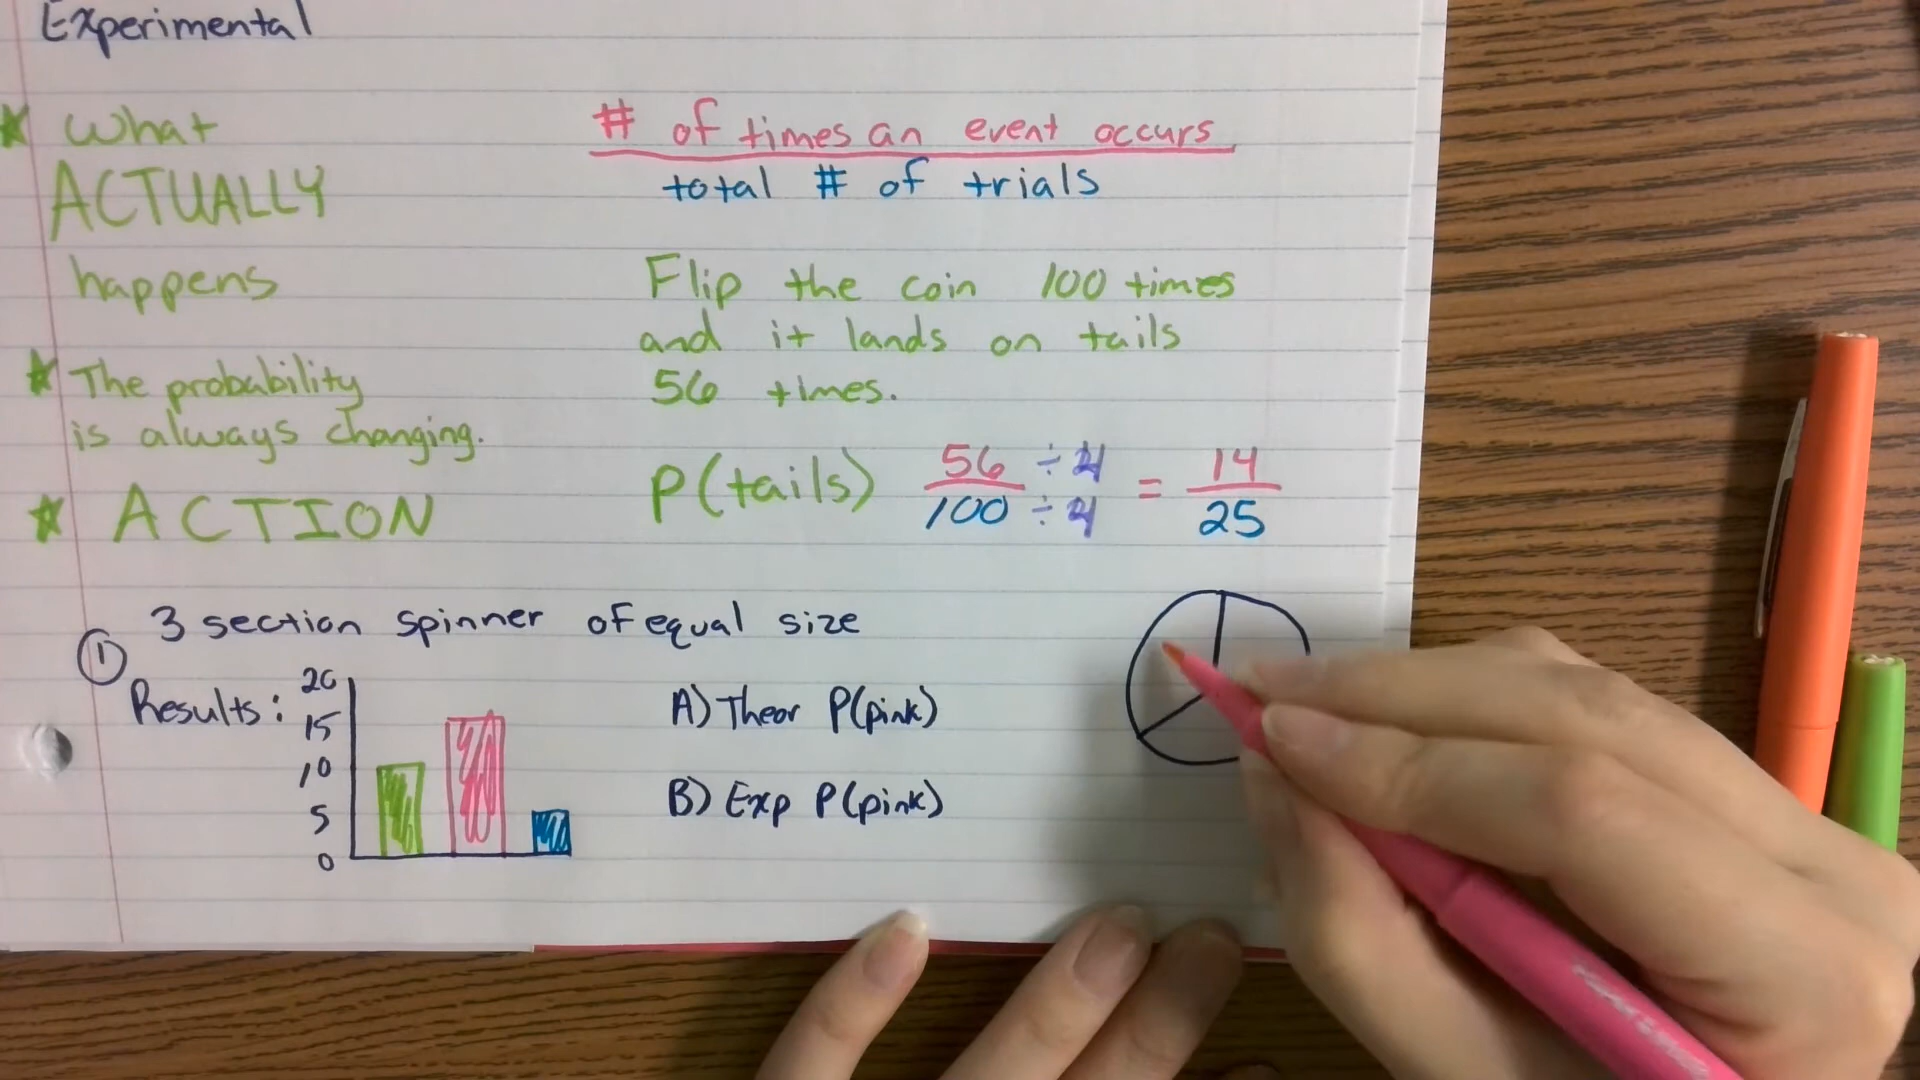 Experimental
* What
ACTUALLY
happens
* The probability
is always changing.
* ACTION
# of times an event occurs
total # of trials
Flip the coin 100 times
and it lands on tails
56 times.
P(tails) 56 ÷ 4 = 14
100 ÷ 4 25
① 3 section spinner of equal size
Results:
20
15
10
5
0
A) Theor P(pink)
B) Exp P(pink)